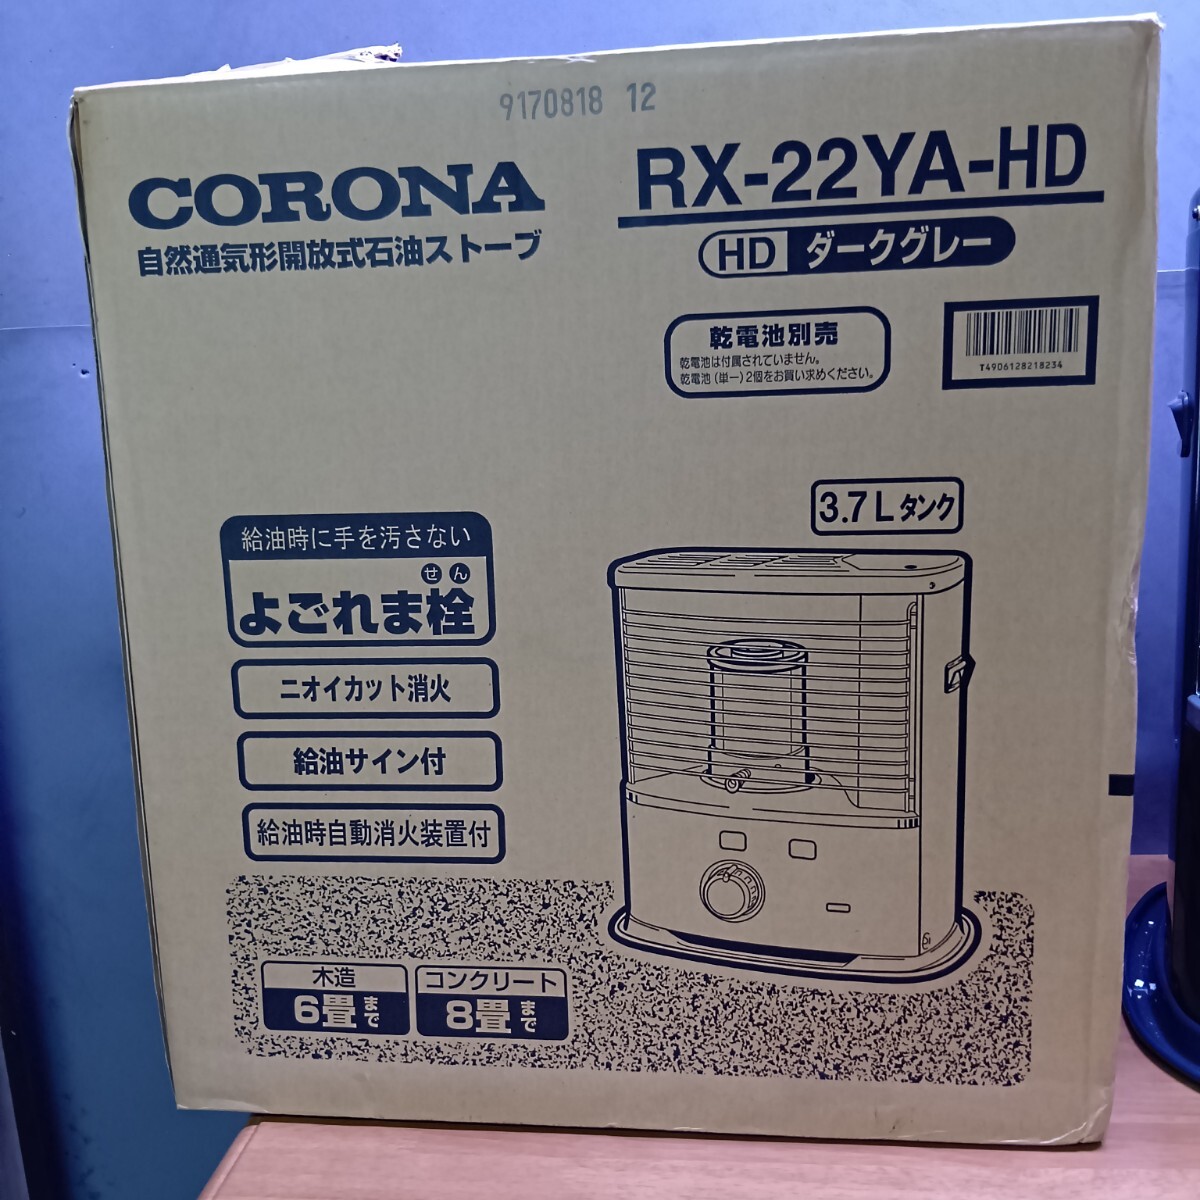 9170818 12
CORONA
自然通気形開放式石油ストーブ
RX-22YA-HD
HD ダークグレー
乾電池別売
乾電池は付属されていません。
乾電池(単一)2個をお買い求めください。
T4906128218234
3.7Lタンク
給油時に手を汚さない
せん
よごれま栓
ニオイカット消火
給油サイン付
給油時自動消火装置付
木造
6畳まで
コンクリート
8畳まで